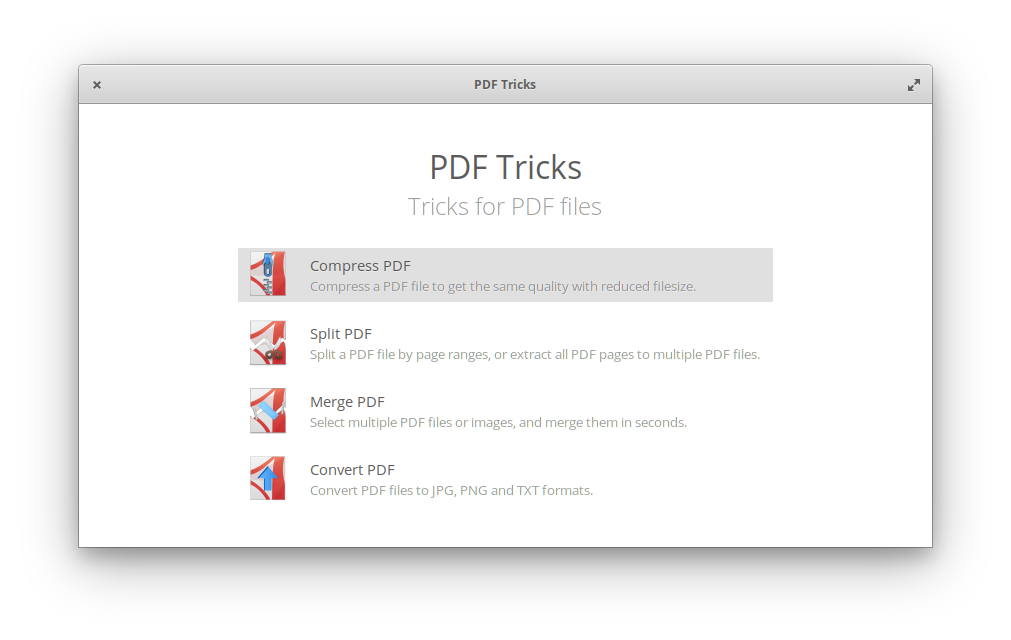 PDF Tricks
PDF Tricks
Tricks for PDF files
Compress PDF
Compress a PDF file to get the same quality with reduced filesize.
Split PDF
Split a PDF file by page ranges, or extract all PDF pages to multiple PDF files.
Merge PDF
Select multiple PDF files or images, and merge them in seconds.
Convert PDF
Convert PDF files to JPG, PNG and TXT formats.